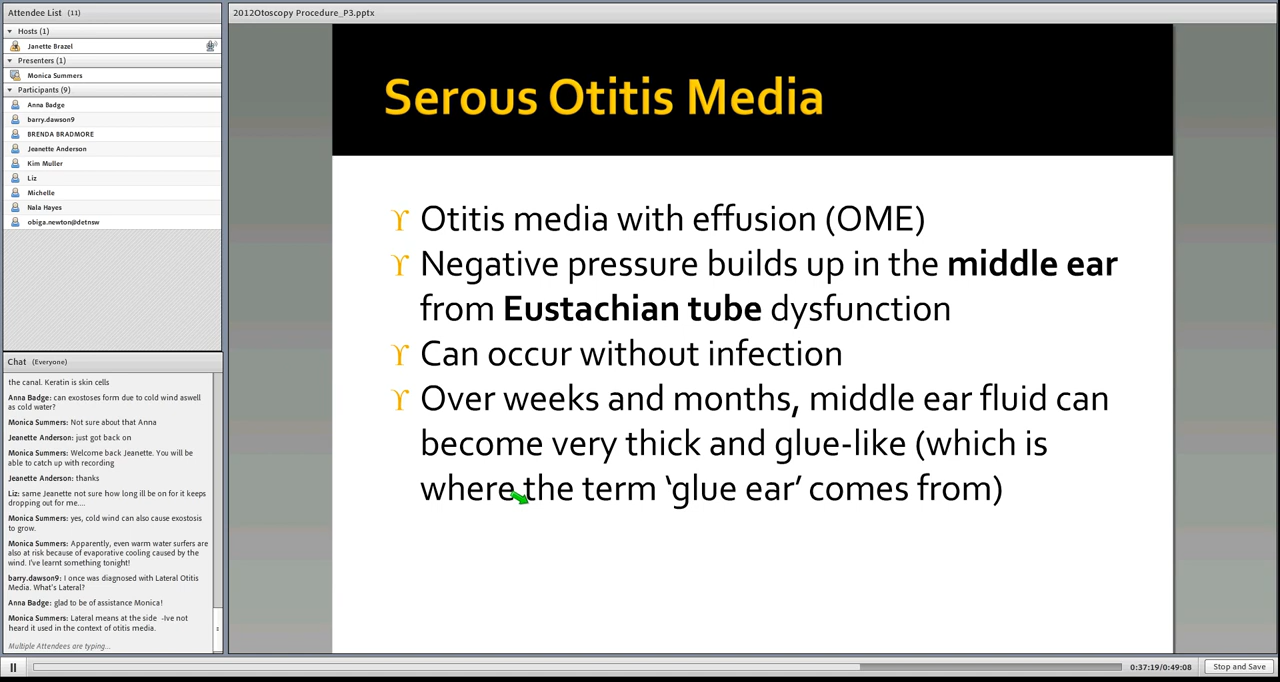 Attendee List (11)
Hosts (1)
Janette Brazel
Presenters (1)
Monica Summers
Participants (9)
Anna Badge
barry.dawson9
BRENDA BRADMORE
Jeanette Anderson
Kim Muller
Liz
Michelle
Nala Hayes
obiga.newton@detnsw
Chat (Everyone)
the canal. Keratin is skin cells
Anna Badge: can exostoses form due to cold wind aswell
as cold water?
Monica Summers: Not sure about that Anna
Jeanette Anderson: just got back on
Monica Summers: Welcome back Jeanette. You will be
able to catch up with recording
Jeanette Anderson: thanks
Liz: same Jeanette not sure how long ill be on for it keeps
dropping out for me....
Monica Summers: yes, cold wind can also cause exostosis
to grow.
Monica Summers: Apparently, even warm water surfers are
also at risk because of evaporative cooling caused by the
wind. I've learnt something tonight!
barry.dawson9: I once was diagnosed with Lateral Otitis
Media. What's Lateral?
Anna Badge: glad to be of assistance Monica!
Monica Summers: Lateral means at the side -Ive not
heard it used in the context of otitis media.
Multiple Attendees are typing...
2012Otoscopy Procedure_P3.pptx
Serous Otitis Media
Otitis media with effusion (OME)
Negative pressure builds up in the middle ear
from Eustachian tube dysfunction
Can occur without infection
Over weeks and months, middle ear fluid can
become very thick and glue-like (which is
where the term ‘glue ear’ comes from)
0:37:19/0:49:08
Stop and Save